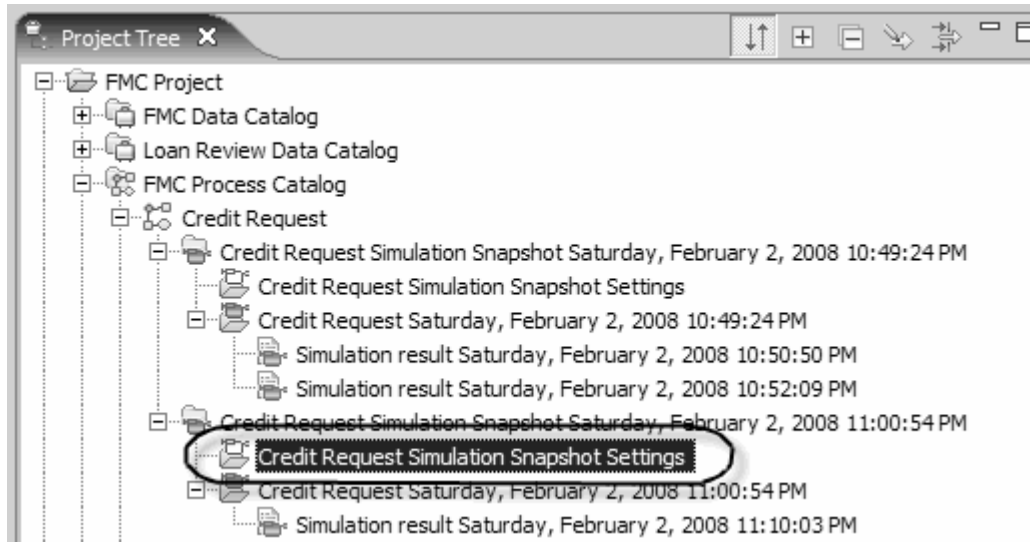 Project Tree
FMC Project
FMC Data Catalog
Loan Review Data Catalog
FMC Process Catalog
Credit Request
Credit Request Simulation Snapshot Saturday, February 2, 2008 10:49:24 PM
Credit Request Simulation Snapshot Settings
Credit Request Saturday, February 2, 2008 10:49:24 PM
Simulation result Saturday, February 2, 2008 10:50:50 PM
Simulation result Saturday, February 2, 2008 10:52:09 PM
Credit Request Simulation Snapshot Saturday, February 2, 2008 11:00:54 PM
Credit Request Simulation Snapshot Settings
Credit Request Saturday, February 2, 2008 11:00:54 PM
Simulation result Saturday, February 2, 2008 11:10:03 PM